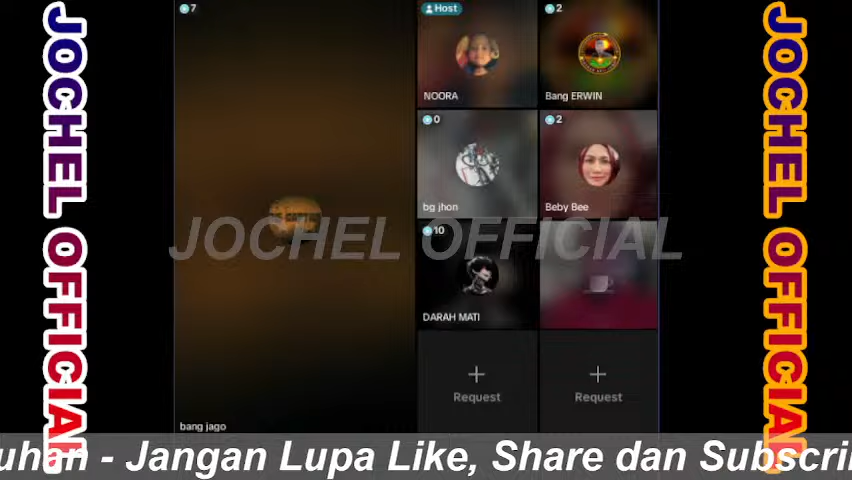 JOCHEL OFFICIAL
7
Host
NOORA
2
Bang ERWIN
0
bg jhon
2
Beby Bee
JOCHEL OFFICIAL
10
DARAH MATI
Request
Request
bang jago
JOCHEL OFFICIAL
- Jangan Lupa Like, Share dan